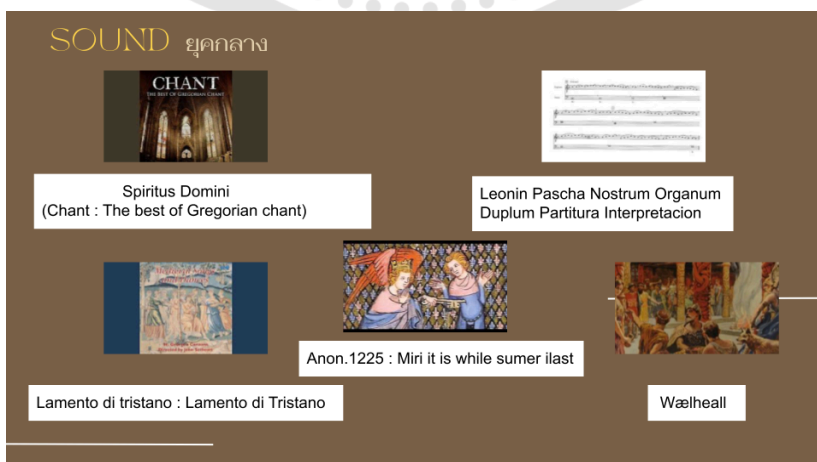 SOUND ยุคกลาง
CHANT
THE BEST OF GREGORIAN CHANT
Spiritus Domini
(Chant : The best of Gregorian chant)
Leonin Pascha Nostrum Organum
Duplum Partitura Interpretacion
Anon.1225 : Miri it is while sumer ilast
Lamento di tristano : Lamento di Tristano
Wælheall